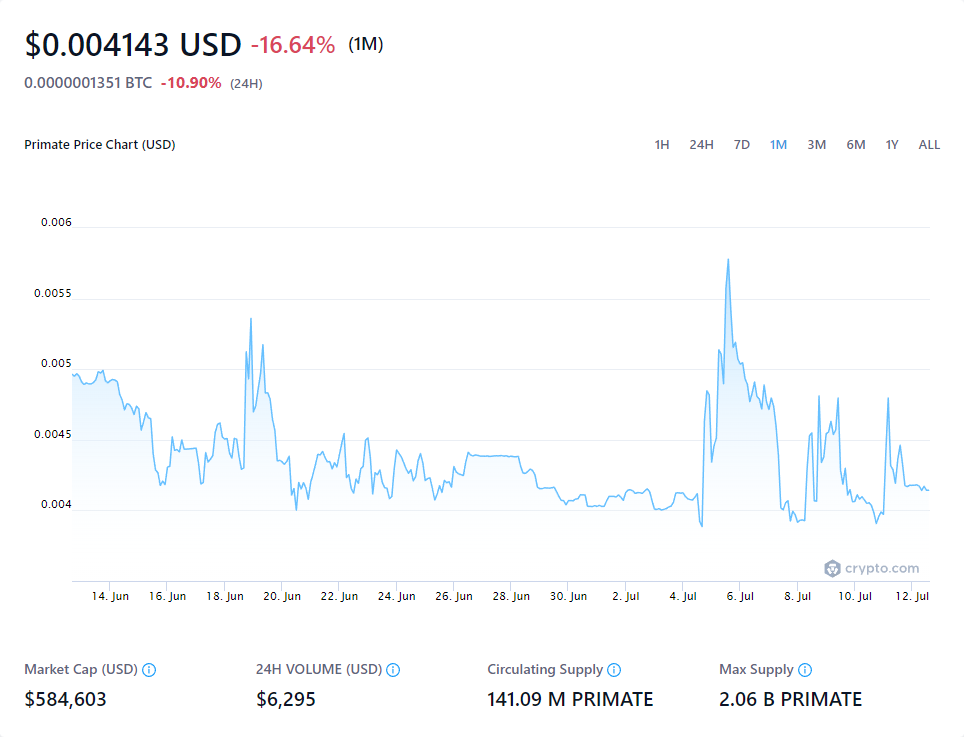 $0.004143 USD -16.64% (1M)
0.0000001351 BTC -10.90% (24H)
Primate Price Chart (USD)
1H 24H 7D 1M 3M 6M 1Y ALL
0.006
0.0055
0.005
0.0045
0.004
crypto.com
14. Jun 16. Jun 18. Jun 20. Jun 22. Jun 24. Jun 26. Jun 28. Jun 30. Jun 2. Jul 4. Jul 6. Jul 8. Jul 10. Jul 12. Jul
Market Cap (USD) 24H VOLUME (USD) Circulating Supply Max Supply
$584,603 $6,295 141.09 M PRIMATE 2.06 B PRIMATE